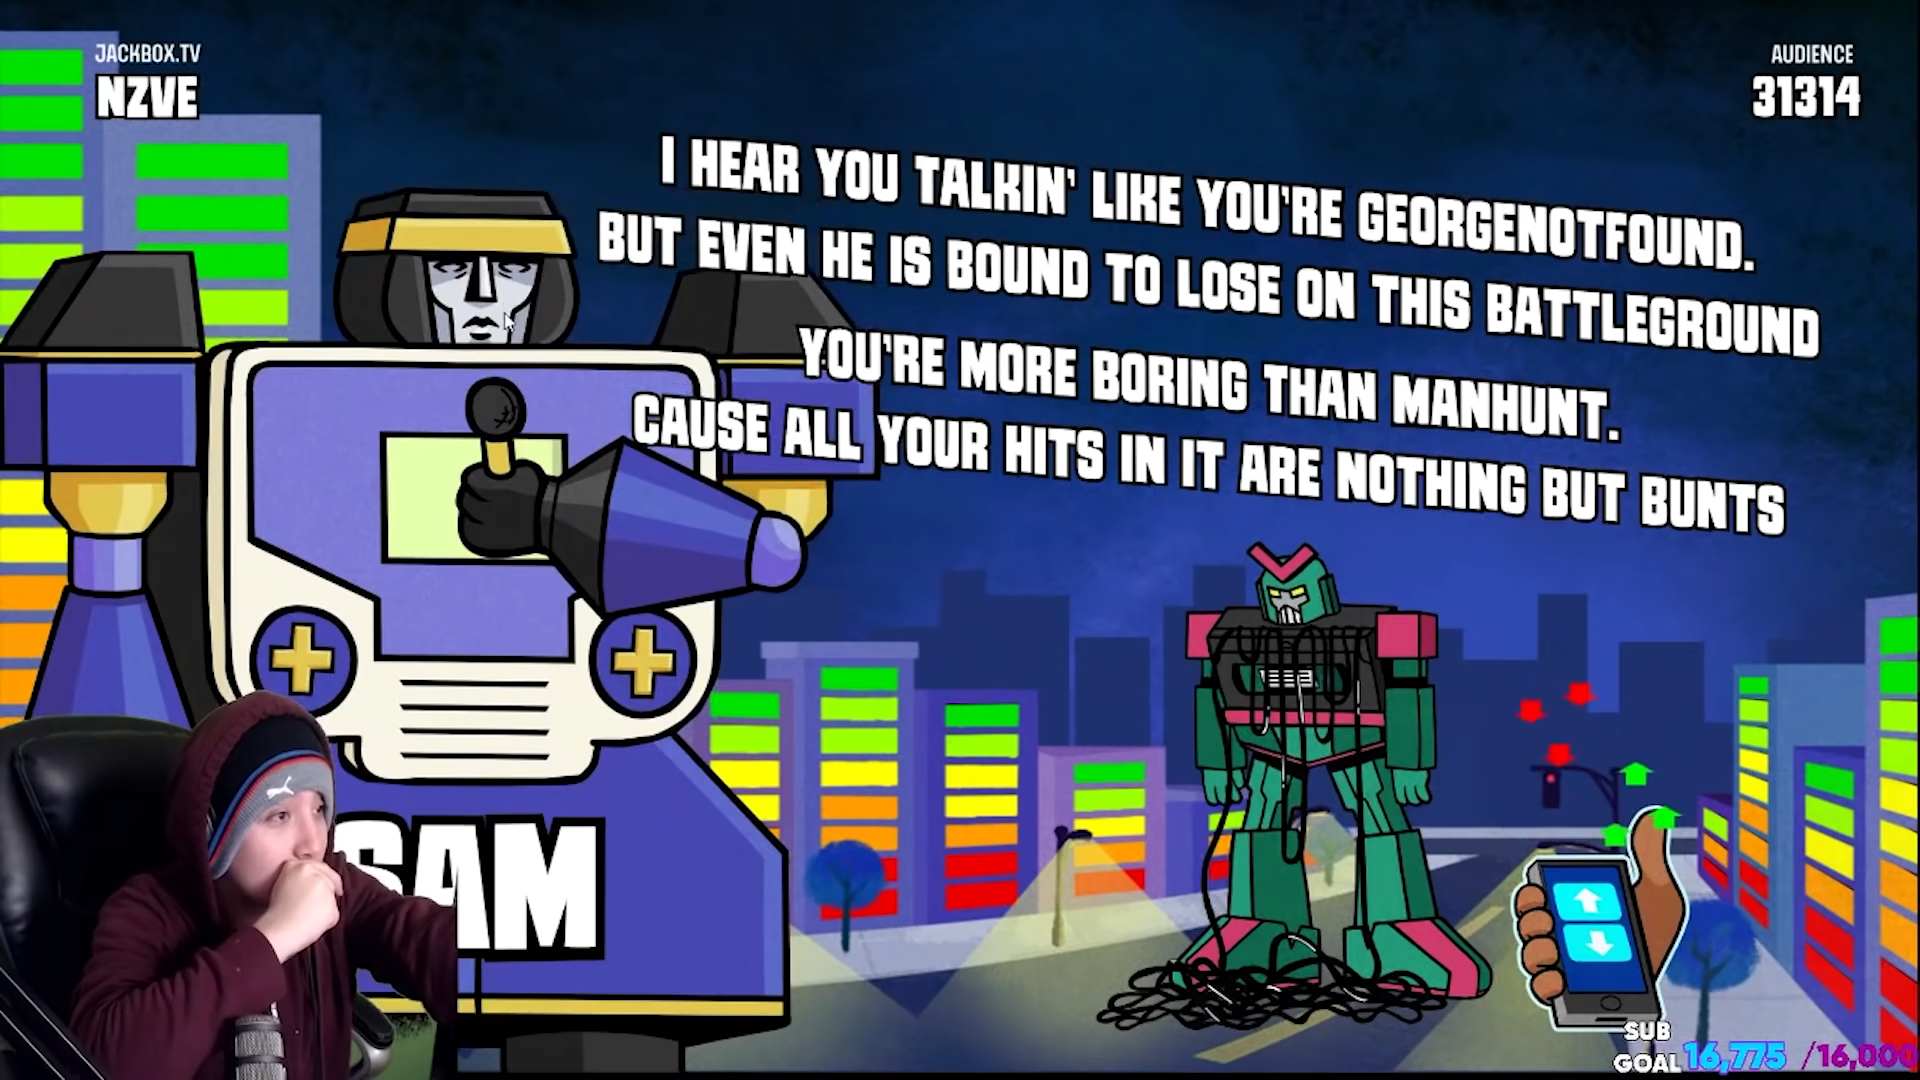 JACKBOX.TV
NZVE
AUDIENCE
31314
I HEAR YOU TALKIN' LIKE YOU'RE GEORGENOTFOUND.
BUT EVEN HE IS BOUND TO LOSE ON THIS BATTLEGROUND
YOU'RE MORE BORING THAN MANHUNT.
CAUSE ALL YOUR HITS IN IT ARE NOTHING BUT BUNTS
SAM
SUB
GOAL 16,775 /16,000